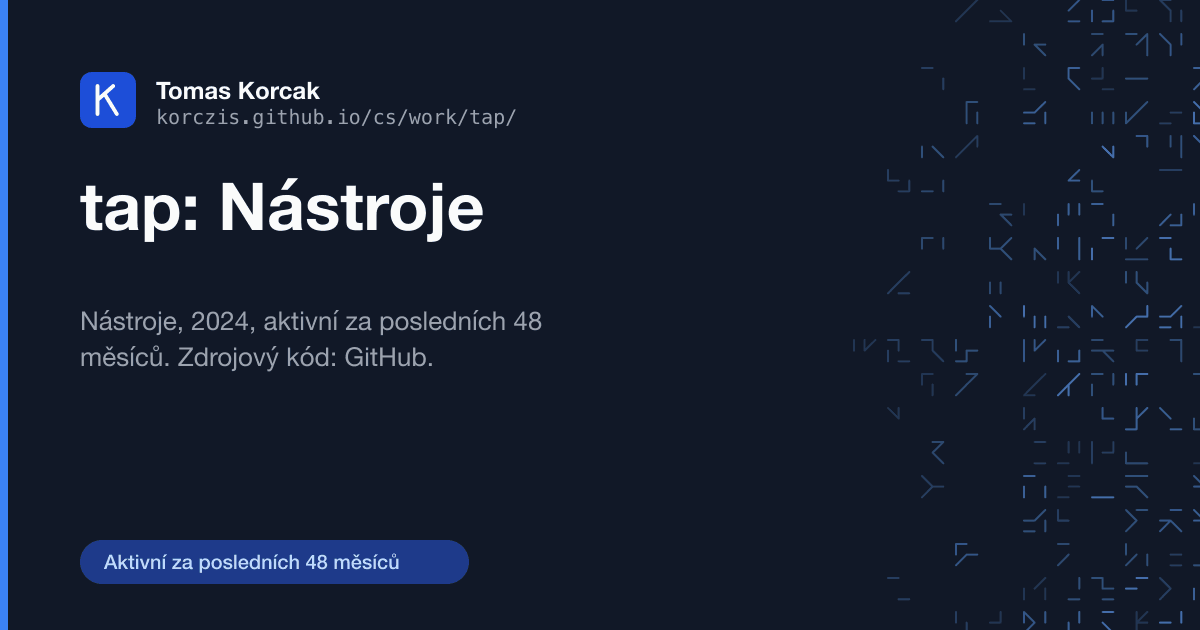 K
Tomas Korcak
korczis.github.io/cs/work/tap/
tap: Nástroje
Nástroje, 2024, aktivní za posledních 48
měsíců. Zdrojový kód: GitHub.
Aktivní za posledních 48 měsíců